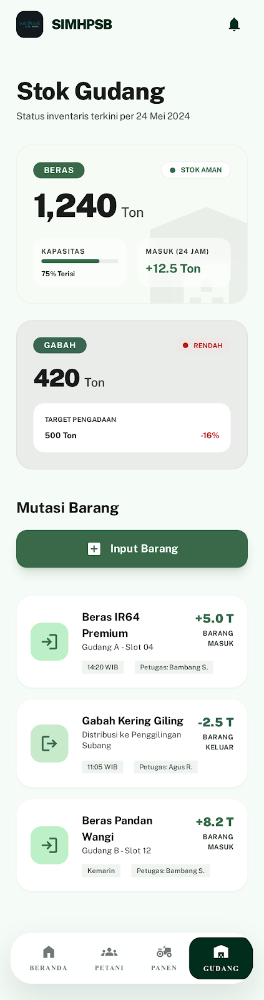 SIMHPSB
Stok Gudang
Status inventaris terkini per 24 Mei 2024
BERAS
STOK AMAN
1,240 Ton
KAPASITAS
75% Terisi
MASUK (24 JAM)
+12.5 Ton
GABAH
RENDAH
420 Ton
TARGET PENGADAAN
500 Ton
-16%
Mutasi Barang
Input Barang
Beras IR64
Premium
Gudang A - Slot 04
14:20 WIB
Petugas: Bambang S.
+5.0 T
BARANG
MASUK
Gabah Kering Giling
Distribusi ke Penggilingan
Subang
11:05 WIB
Petugas: Agus R.
-2.5 T
BARANG
KELUAR
Beras Pandan
Wangi
Gudang B - Slot 12
Kemarin
Petugas: Bambang S.
+8.2 T
BARANG
MASUK
BERANDA
PETANI
PANEN
GUDANG